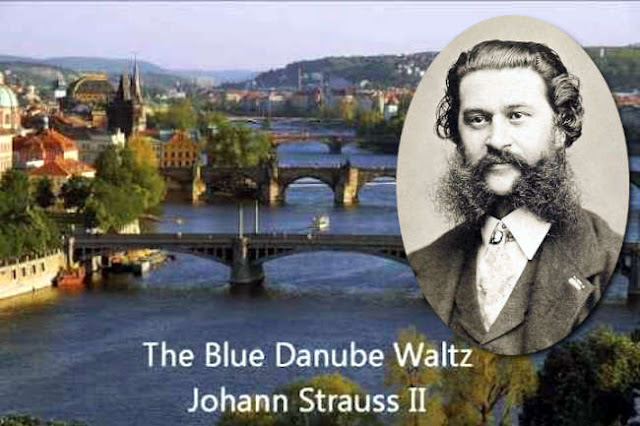 The Blue Danube Waltz
Johann Strauss II